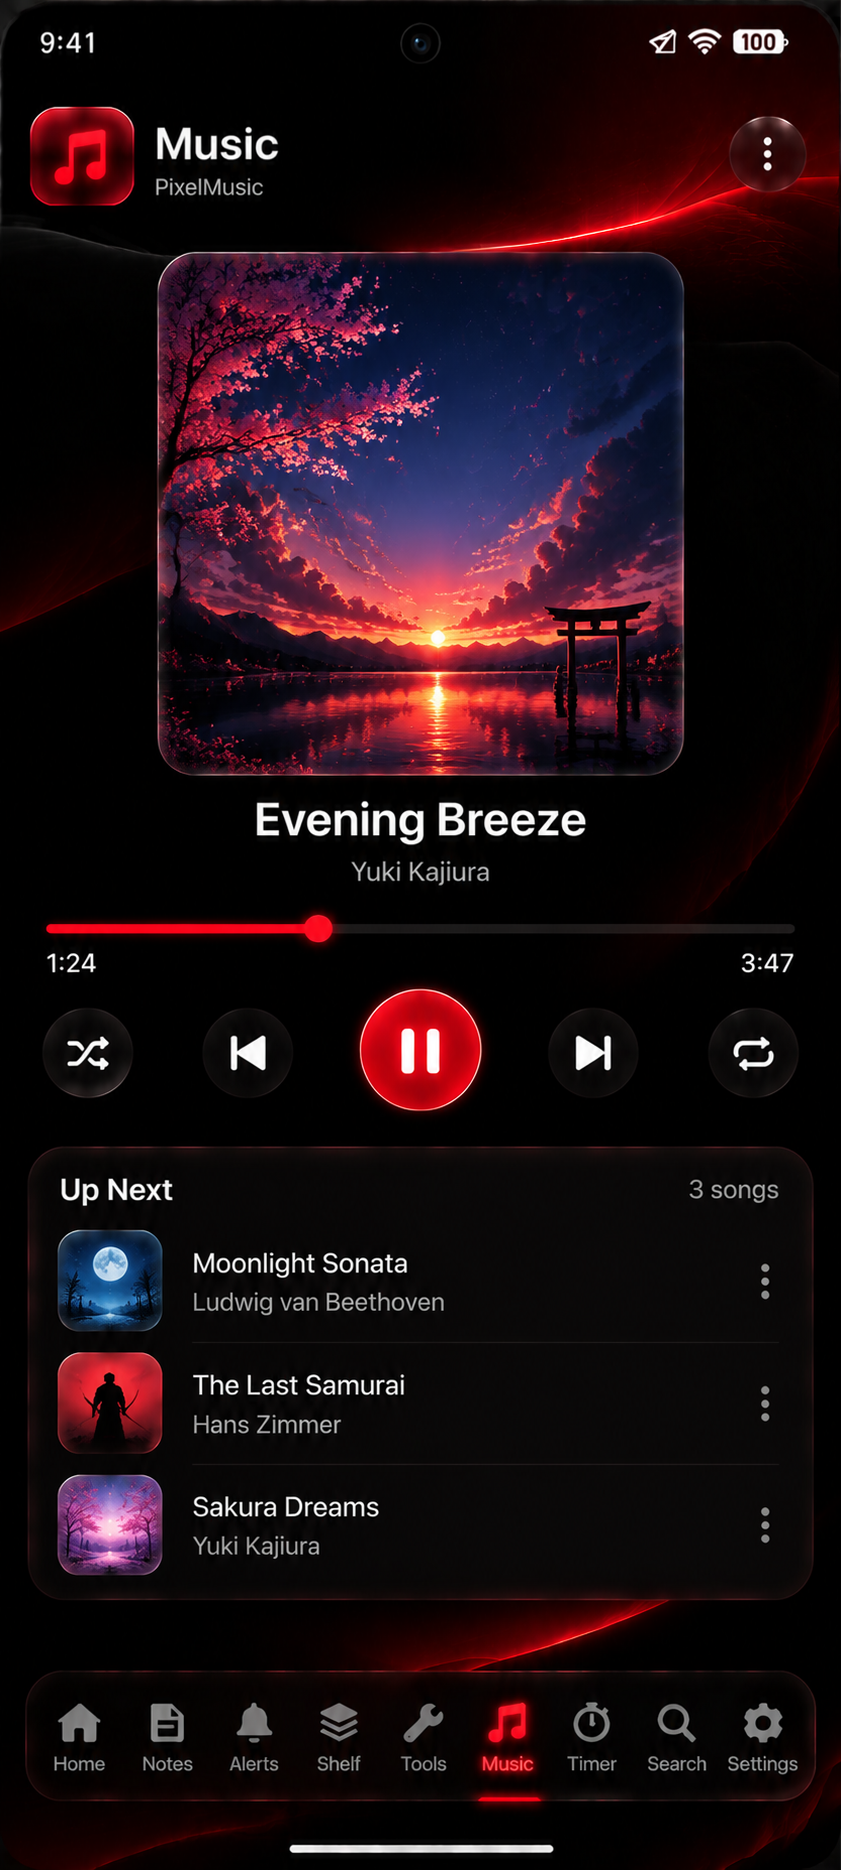 9:41
100
Music
PixelMusic
Evening Breeze
Yuki Kajiura
1:24 3:47
Up Next 3 songs
Moonlight Sonata
Ludwig van Beethoven
The Last Samurai
Hans Zimmer
Sakura Dreams
Yuki Kajiura
Home Notes Alerts Shelf Tools Music Timer Search Settings